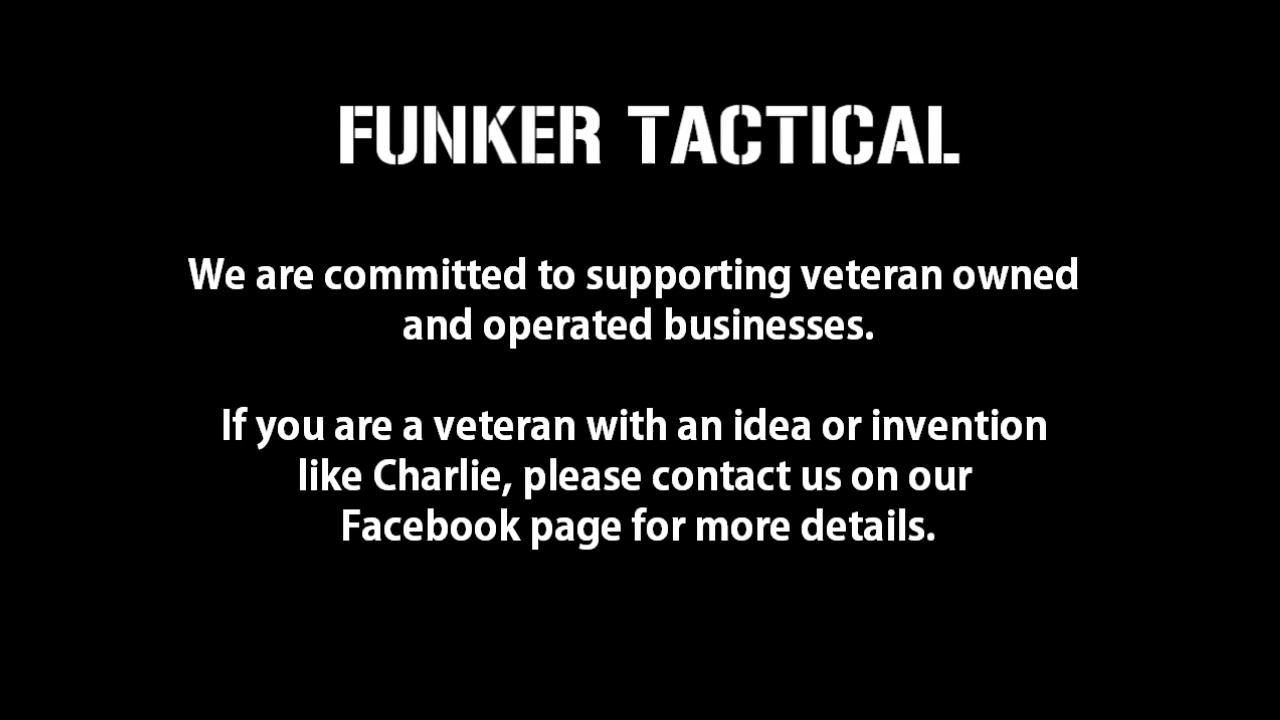 FUNKER TACTICAL
We are committed to supporting veteran owned
and operated businesses.
If you are a veteran with an idea or invention
like Charlie, please contact us on our
Facebook page for more details.